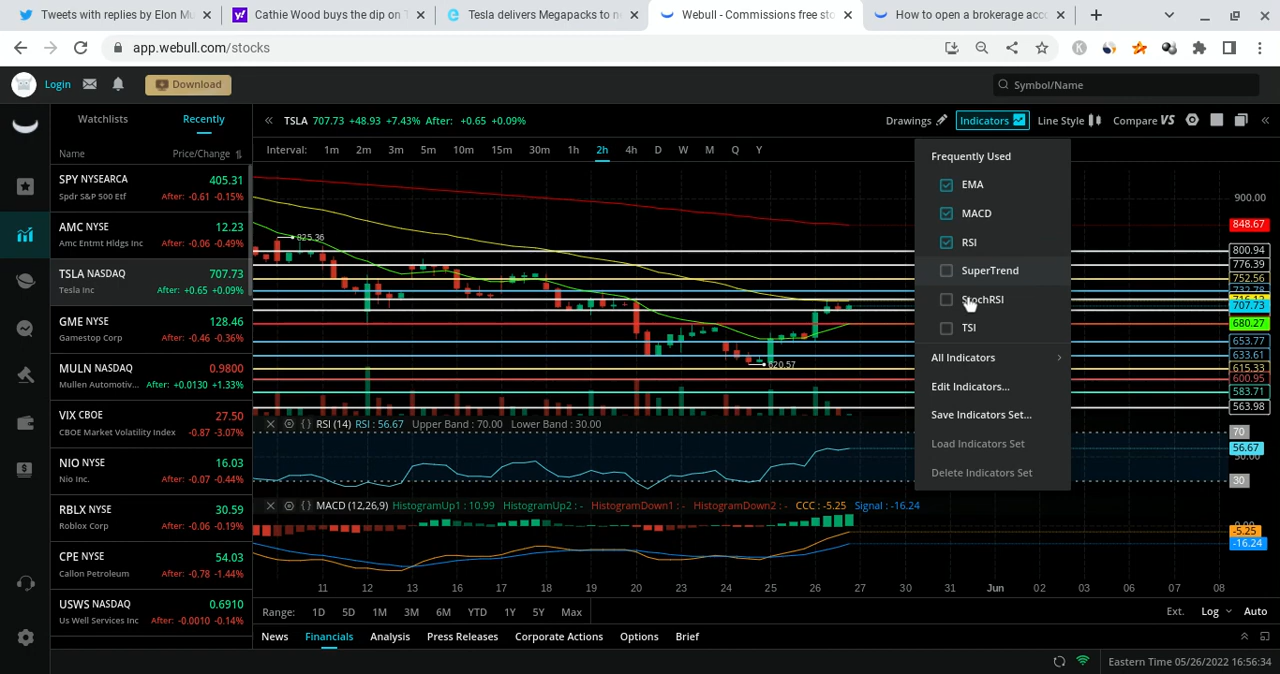 Tweets with replies by Elon Mu
Cathie Wood buys the dip on T
Tesla delivers Megapacks to n
Webull - Commissions free sto
How to open a brokerage acc
app.webull.com/stocks
K
Login
Download
Symbol/Name
Watchlists
Recently
Name
Price/Change
SPY NYSEARCA 405.31
Spdr S&P 500 Etf After: -0.61 -0.15%
AMC NYSE 12.23
Amc Entmt Hldgs Inc After: -0.06 -0.49%
TSLA NASDAQ 707.73
Tesla Inc After: +0.65 +0.09%
GME NYSE 128.46
Gamestop Corp After: -0.46 -0.36%
MULN NASDAQ 0.9800
Mullen Automotiv... After: +0.0130 +1.33%
VIX CBOE 27.50
CBOE Market Volatility Index -0.87 -3.07%
NIO NYSE 16.03
Nio Inc. After: -0.07 -0.44%
RBLX NYSE 30.59
Roblox Corp After: -0.06 -0.19%
CPE NYSE 54.03
Callon Petroleum After: -0.78 -1.44%
USWS NASDAQ 0.6910
Us Well Services Inc After: -0.0010 -0.14%
TSLA 707.73 +48.93 +7.43% After: +0.65 +0.09%
Drawings
Indicators
Line Style
Compare VS
Interval: 1m 2m 3m 5m 10m 15m 30m 1h 2h 4h D W M Q Y
Frequently Used
EMA
MACD
RSI
SuperTrend
StochRSI
TSI
All Indicators
Edit Indicators...
Save Indicators Set...
Load Indicators Set
Delete Indicators Set
825.36
620.57
900.00
848.67
800.94
776.39
752.56
707.73
680.27
653.77
633.61
615.33
600.95
583.71
563.98
RSI (14) RSI : 56.67 Upper Band : 70.00 Lower Band : 30.00
70
56.67
30
MACD (12,26,9) HistogramUp1 : 10.99 HistogramUp2 : - HistogramDown1 : - HistogramDown2 : - CCC : -5.25 Signal : -16.24
-5.25
-16.24
11 12 13 16 17 18 19 20 23 24 25 26 27 30 31 Jun 02 03 06 07 08
Range: 1D 5D 1M 3M 6M YTD 1Y 5Y Max
Ext. Log Auto
News Financials Analysis Press Releases Corporate Actions Options Brief
Eastern Time 05/26/2022 16:56:34